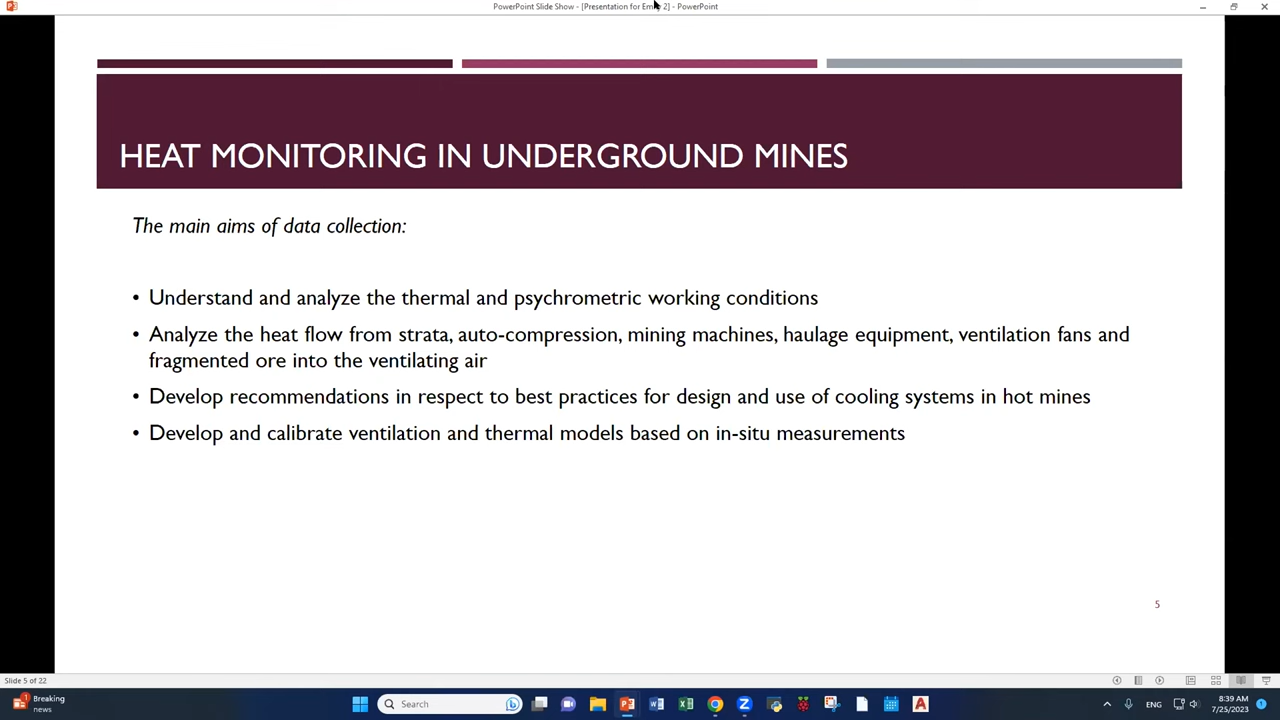 PowerPoint Slide Show - [Presentation for Em 2] - PowerPoint
HEAT MONITORING IN UNDERGROUND MINES
The main aims of data collection:
• Understand and analyze the thermal and psychrometric working conditions
• Analyze the heat flow from strata, auto-compression, mining machines, haulage equipment, ventilation fans and
fragmented ore into the ventilating air
• Develop recommendations in respect to best practices for design and use of cooling systems in hot mines
• Develop and calibrate ventilation and thermal models based on in-situ measurements
5
Slide 5 of 22
1
Breaking
news
Search
ENG
8:39 AM
7/25/2023
1